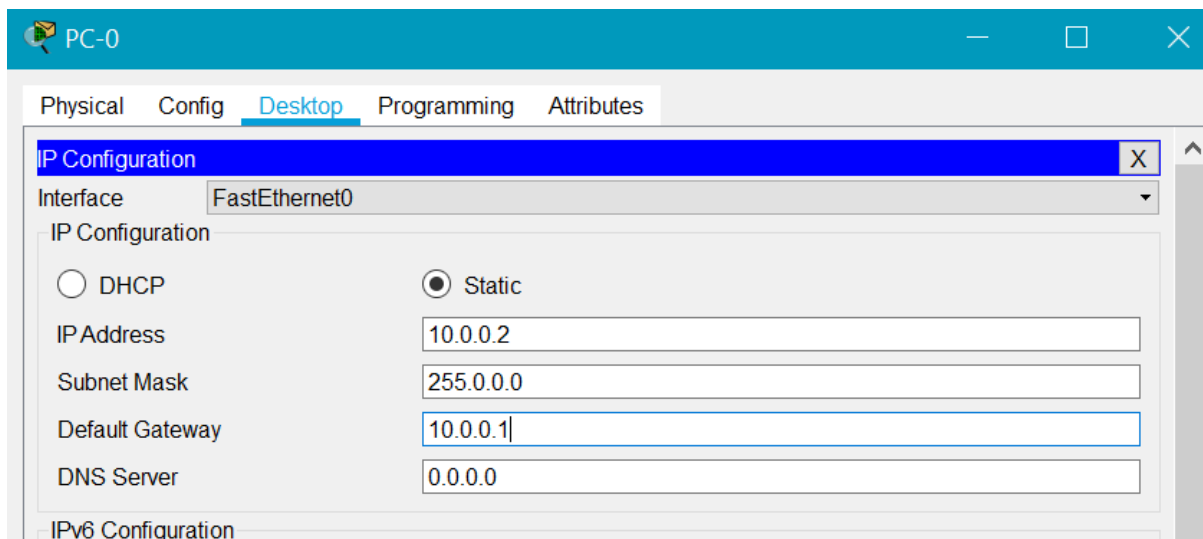 PC-0
Physical Config Desktop Programming Attributes
IP Configuration X
Interface FastEthernet0
IP Configuration
DHCP Static
IP Address 10.0.0.2
Subnet Mask 255.0.0.0
Default Gateway 10.0.0.1
DNS Server 0.0.0.0
IPv6 Configuration